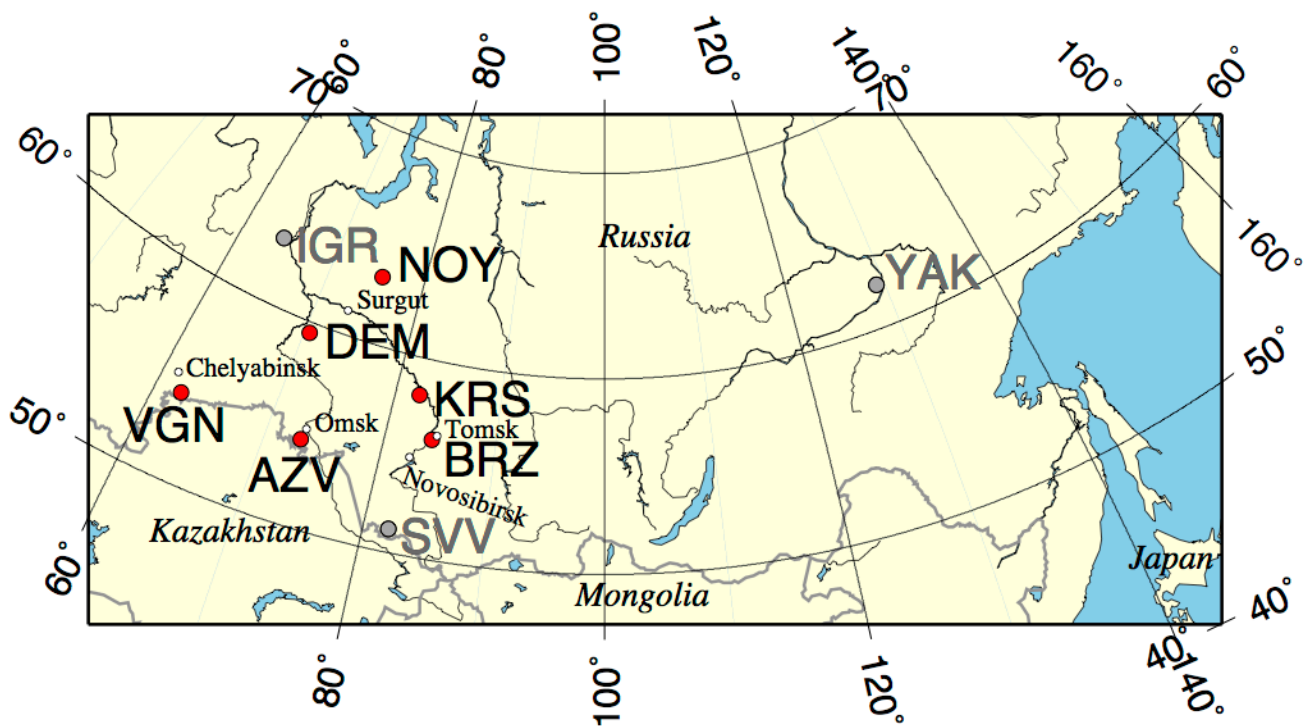 70°
60°
80°
100°
120°
140°
70°
160°
60°
60°
IGR
NOY
Russia
YAK
Surgut
DEM
160°
Chelyabinsk
50°
KRS
50°
VGN
Omsk
Tomsk
AZV
BRZ
Novosibirsk
Kazakhstan
SVV
Japan
60°
Mongolia
40°
80°
100°
120°
40°
140°